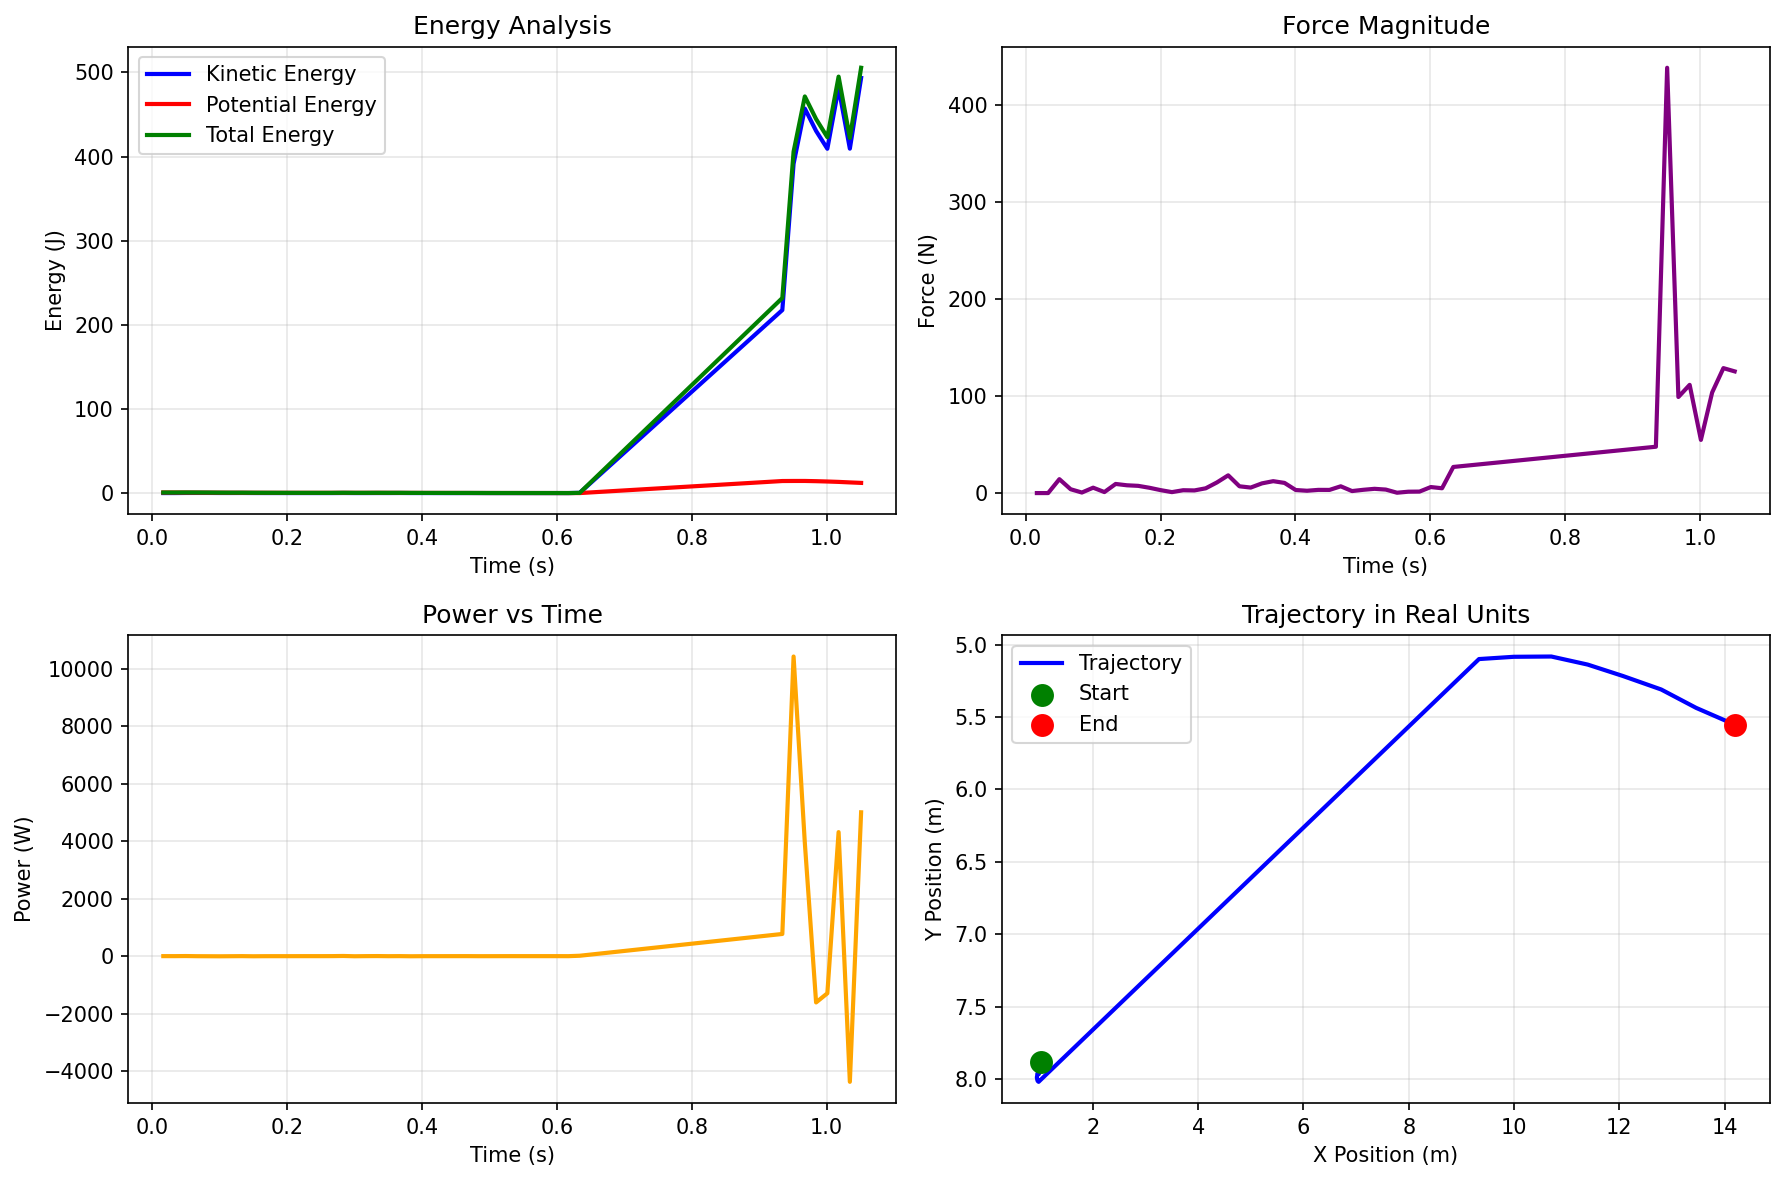 Energy Analysis
Kinetic Energy
Potential Energy
Total Energy
500
400
300
200
100
0
Energy (J)
0.0 0.2 0.4 0.6 0.8 1.0
Time (s)
Force Magnitude
400
300
200
100
0
Force (N)
0.0 0.2 0.4 0.6 0.8 1.0
Time (s)
Power vs Time
10000
8000
6000
4000
2000
0
−2000
−4000
Power (W)
0.0 0.2 0.4 0.6 0.8 1.0
Time (s)
Trajectory in Real Units
Trajectory
Start
End
5.0
5.5
6.0
6.5
7.0
7.5
8.0
Y Position (m)
2 4 6 8 10 12 14
X Position (m)